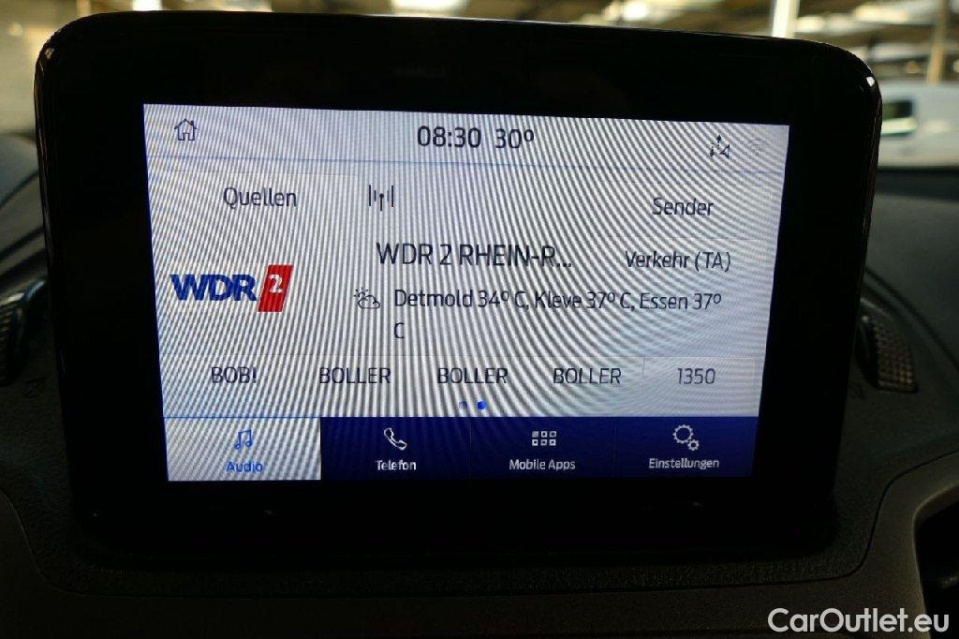 08:30 30°
Quellen
Sender
WDR 2 RHEIN-R...
Verkehr (TA)
WDR 2
Detmold 34° C, Kleve 37° C, Essen 37°
C
BOB! BOLLER BOLLER BOLLER 1350
Audio Telefon Mobile Apps Einstellungen
CarOutlet.eu